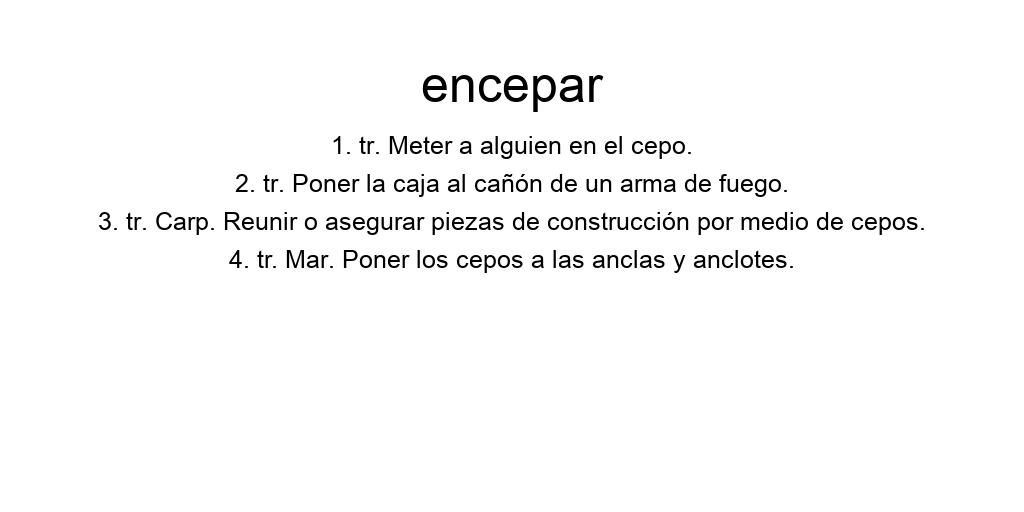 encepar
1. tr. Meter a alguien en el cepo.
2. tr. Poner la caja al cañón de un arma de fuego.
3. tr. Carp. Reunir o asegurar piezas de construcción por medio de cepos.
4. tr. Mar. Poner los cepos a las anclas y anclotes.